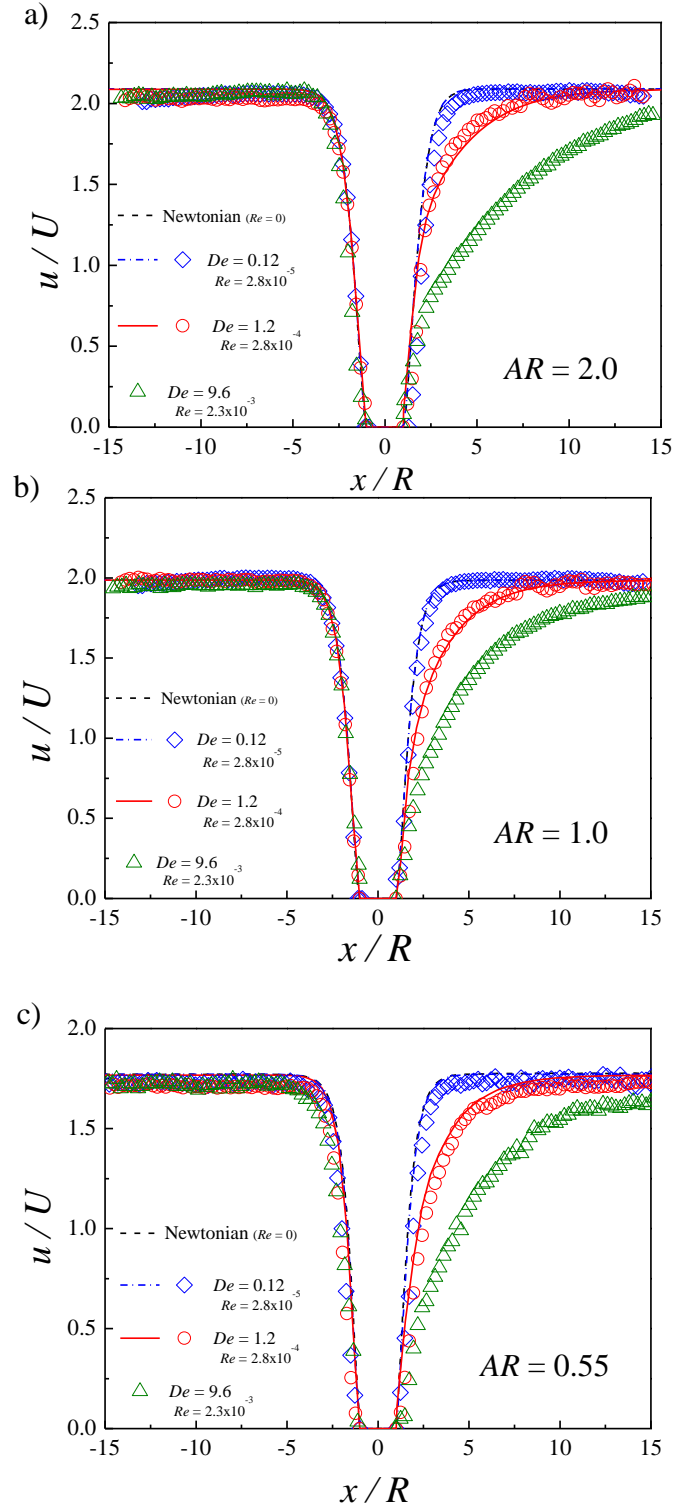 a)
2.5
2.0
1.5
1.0
0.5
0.0
u / U
Newtonian (Re = 0)
De = 0.12
Re = 2.8x10-5
De = 1.2
Re = 2.8x10-4
De = 9.6
Re = 2.3x10-3
AR = 2.0
-15 -10 -5 0 5 10 15
x / R
b)
2.5
2.0
1.5
1.0
0.5
0.0
u / U
Newtonian (Re = 0)
De = 0.12
Re = 2.8x10-5
De = 1.2
Re = 2.8x10-4
De = 9.6
Re = 2.3x10-3
AR = 1.0
-15 -10 -5 0 5 10 15
x / R
c)
2.0
1.5
1.0
0.5
0.0
u / U
Newtonian (Re = 0)
De = 0.12
Re = 2.8x10-5
De = 1.2
Re = 2.8x10-4
De = 9.6
Re = 2.3x10-3
AR = 0.55
-15 -10 -5 0 5 10 15
x / R